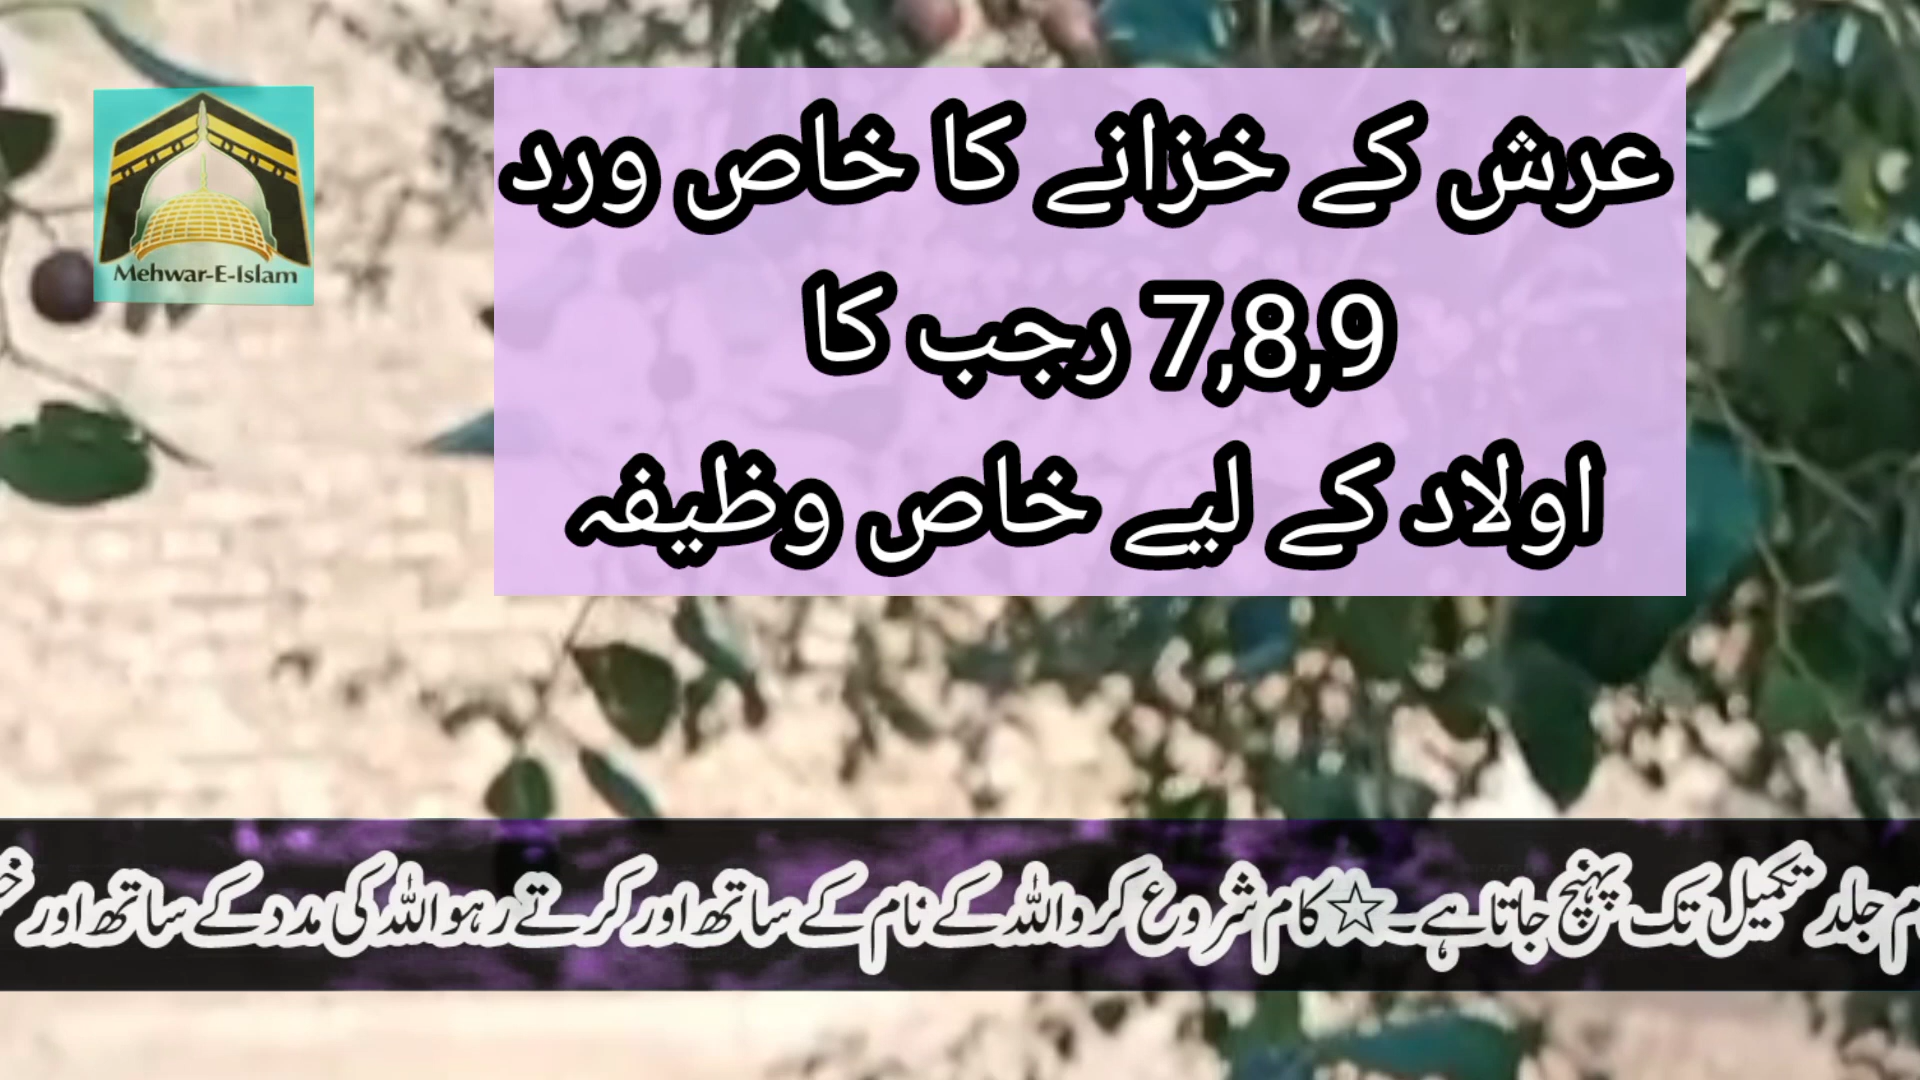 Mehwar-E-Islam
عرش کے خزانے کا خاص ورد
7,8,9 رجب کا
اولاد کے لیے خاص وظیفہ
جلد تکمیل تک پہنچ جاتا ہے۔☆کام شروع کرو اللہ کے نام کے ساتھ اور کرتے رہو اللہ کی مدد کے ساتھ اور